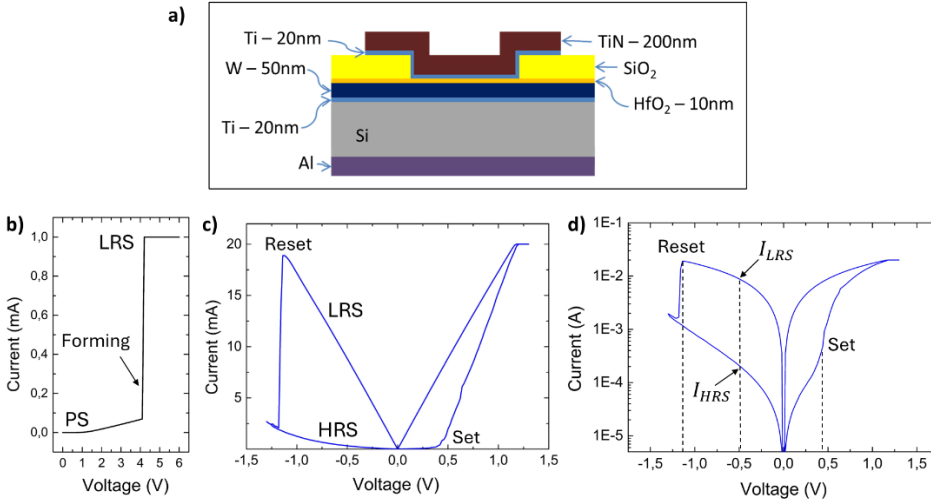 a)
Ti – 20nm
W – 50nm
Ti – 20nm
Al
Si
TiN – 200nm
SiO₂
HfO₂ – 10nm
b)
LRS
Forming
PS
1,0
0,8
0,6
0,4
0,2
0,0
Current (mA)
0 1 2 3 4 5 6
Voltage (V)
c)
Reset
LRS
HRS
Set
20
15
10
5
Current (mA)
-1,5 -1,0 -0,5 0,0 0,5 1,0 1,5
Voltage (V)
d)
Reset
I_LRS
I_HRS
Set
1E-1
1E-2
1E-3
1E-4
1E-5
Current (A)
-1,5 -1,0 -0,5 0,0 0,5 1,0 1,5
Voltage (V)